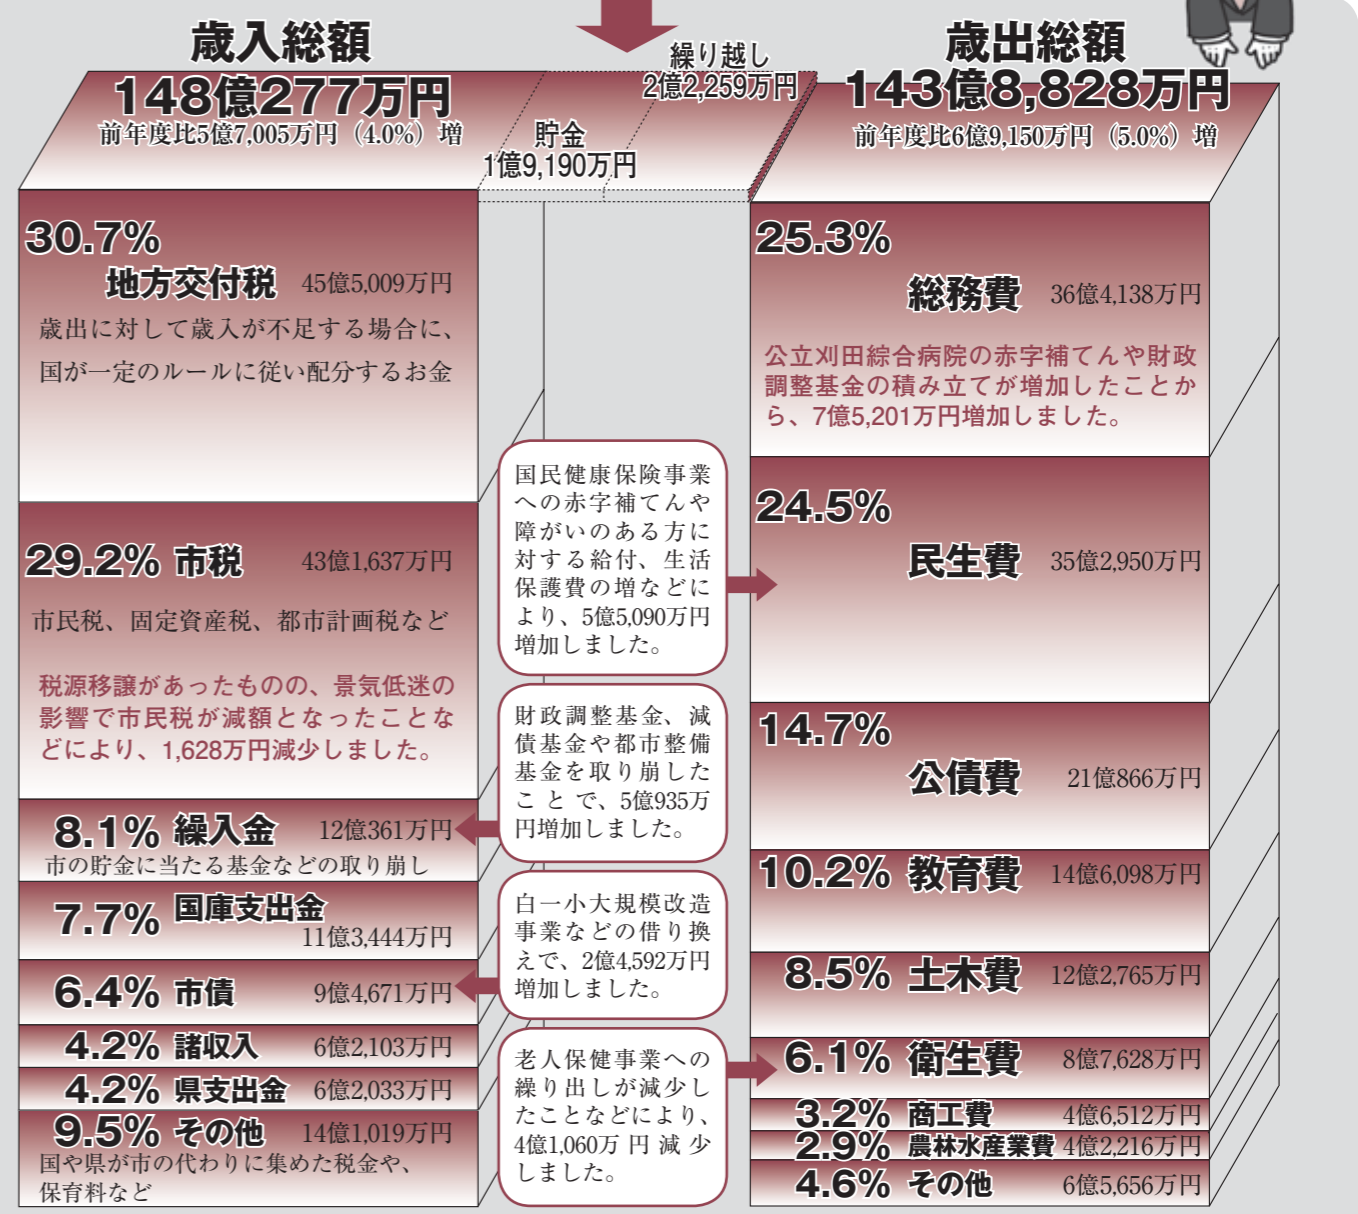 歳入総額
148億277万円
前年度比5億7,005万円（4.0%）増
繰り越し
2億2,259万円
貯金
1億9,190万円
歳出総額
143億8,828万円
前年度比6億9,150万円（5.0%）増
30.7%
地方交付税 45億5,009万円
歳出に対して歳入が不足する場合に、
国が一定のルールに従い配分するお金
29.2% 市税 43億1,637万円
市民税、固定資産税、都市計画税など
税源移譲があったものの、景気低迷の
影響で市民税が減額となったことな
どにより、1,628万円減少しました。
8.1% 繰入金 12億361万円
市の貯金に当たる基金などの取り崩し
7.7% 国庫支出金
11億3,444万円
6.4% 市債 9億4,671万円
4.2% 諸収入 6億2,103万円
4.2% 県支出金 6億2,033万円
9.5% その他 14億1,019万円
国や県が市の代わりに集めた税金や、
保育料など
国民健康保険事業
への赤字補てんや
障がいのある方に
対する給付、生活
保護費の増などに
より、5億5,090万円
増加しました。
財政調整基金、減
債基金や都市整備
基金を取り崩した
ことで、5億935万
円増加しました。
白一小大規模改造
事業などの借り換
えで、2億4,592万円
増加しました。
老人保健事業への
繰り出しが減少し
たことなどにより、
4億1,060万円減少
しました。
25.3%
総務費 36億4,138万円
公立刈田綜合病院の赤字補てんや財政
調整基金の積み立てが増加したことか
ら、7億5,201万円増加しました。
24.5%
民生費 35億2,950万円
14.7%
公債費 21億866万円
10.2% 教育費 14億6,098万円
8.5% 土木費 12億2,765万円
6.1% 衛生費 8億7,628万円
3.2% 商工費 4億6,512万円
2.9% 農林水産業費 4億2,216万円
4.6% その他 6億5,656万円